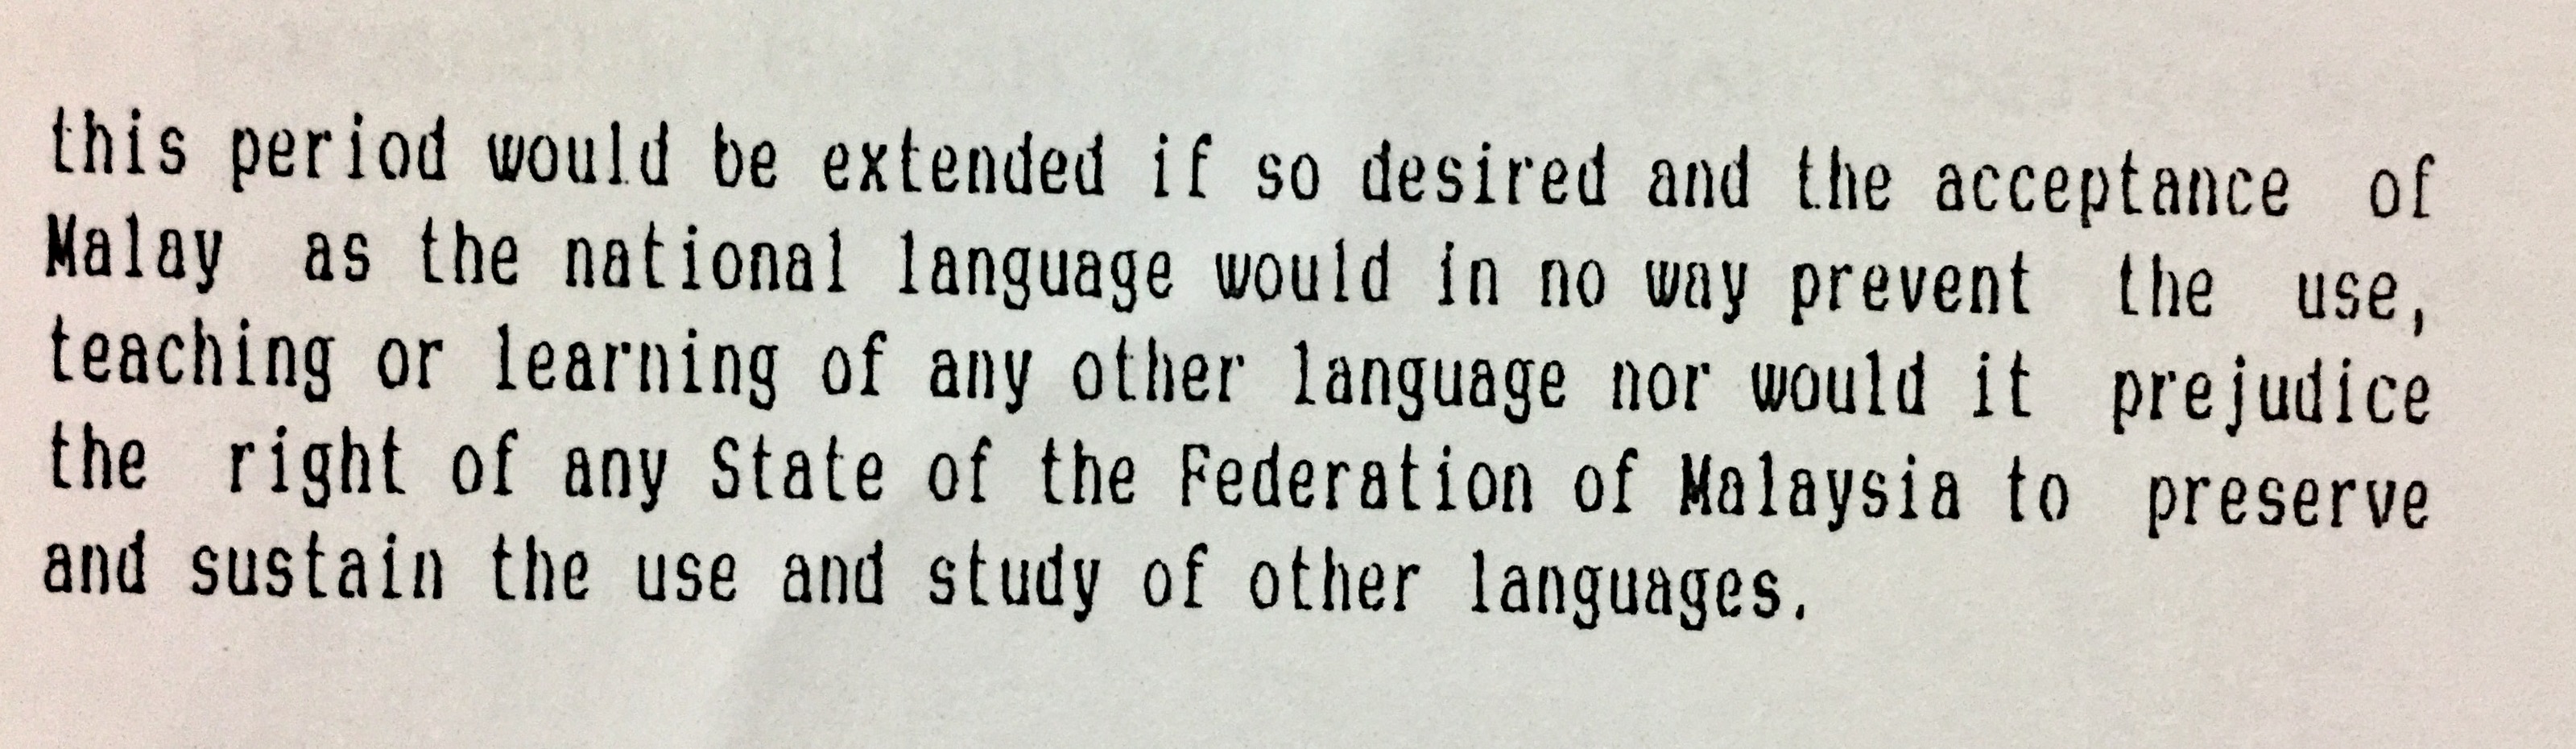 this period would be extended if so desired and the acceptance of
Malay as the national language would in no way prevent the use,
teaching or learning of any other language nor would it prejudice
the right of any State of the Federation of Malaysia to preserve
and sustain the use and study of other languages.